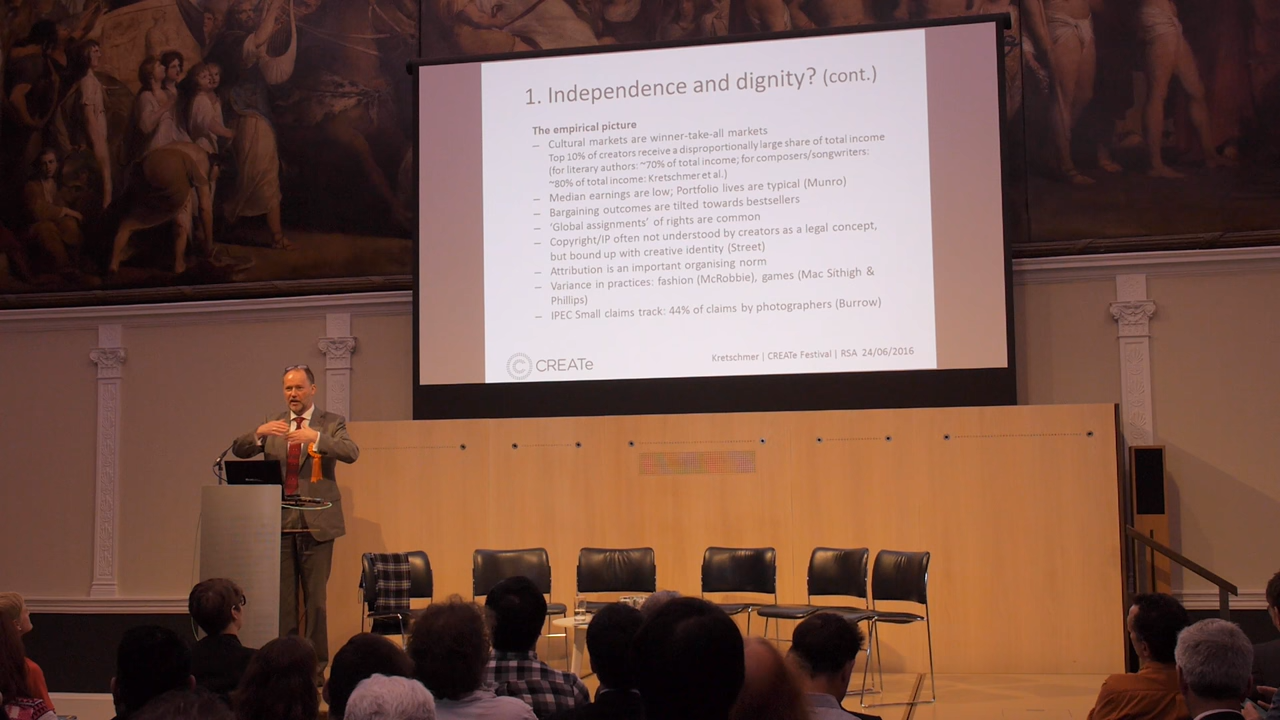 1. Independence and dignity? (cont.)
The empirical picture
– Cultural markets are winner-take-all markets
Top 10% of creators receive a disproportionally large share of total income
(for literary authors: ~70% of total income; for composers/songwriters:
~80% of total income: Kretschmer et al.)
– Median earnings are low; Portfolio lives are typical (Munro)
– Bargaining outcomes are tilted towards bestsellers
– ‘Global assignments’ of rights are common
– Copyright/IP often not understood by creators as a legal concept,
but bound up with creative identity (Street)
– Attribution is an important organising norm
– Variance in practices: fashion (McRobbie), games (Mac Síthigh &
Phillips)
– IPEC Small claims track: 44% of claims by photographers (Burrow)
C CREATe
Kretschmer | CREATe Festival | RSA 24/06/2016